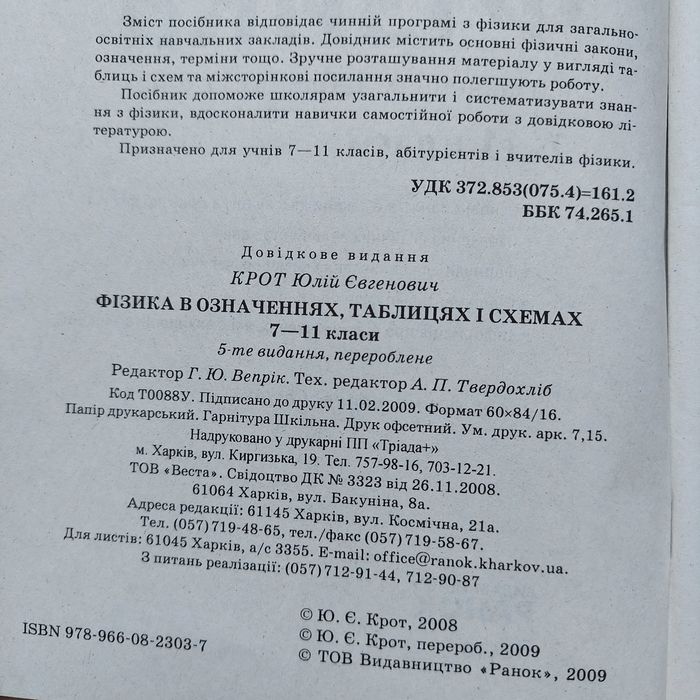 Зміст посібника відповідає чинній програмі з фізики для загально-
освітніх навчальних закладів. Довідник містить основні фізичні закони,
означення, терміни тощо. Зручне розташування матеріалу у вигляді та-
блиць і схем та міжсторінкові посилання значно полегшують роботу.
Посібник допоможе школярам узагальнити і систематизувати знан-
ня з фізики, вдосконалити навички самостійної роботи з довідковою лі-
тературою.
Призначено для учнів 7—11 класів, абітурієнтів і вчителів фізики.
УДК 372.853(075.4)=161.2
ББК 74.265.1
Довідкове видання
КРОТ Юлій Євгенович
ФІЗИКА В ОЗНАЧЕННЯХ, ТАБЛИЦЯХ І СХЕМАХ
7—11 класи
5-те видання, перероблене
Редактор Г. Ю. Вепрік. Тех. редактор А. П. Твердохліб
Код Т0088У. Підписано до друку 11.02.2009. Формат 60×84/16.
Папір друкарський. Гарнітура Шкільна. Друк офсетний. Ум. друк. арк. 7,15.
Надруковано у друкарні ПП «Тріада+»
м. Харків, вул. Киргизька, 19. Тел. 757-98-16, 703-12-21.
ТОВ «Веста». Свідоцтво ДК № 3323 від 26.11.2008.
61064 Харків, вул. Бакуніна, 8а.
Адреса редакції: 61145 Харків, вул. Космічна, 21а.
Тел. (057) 719-48-65, тел./факс (057) 719-58-67.
Для листів: 61045 Харків, а/с 3355. E-mail: office@ranok.kharkov.ua.
З питань реалізації: (057) 712-91-44, 712-90-87
© Ю. Є. Крот, 2008
© Ю. Є. Крот, перероб., 2009
ISBN 978-966-08-2303-7
© ТОВ Видавництво «Ранок», 2009